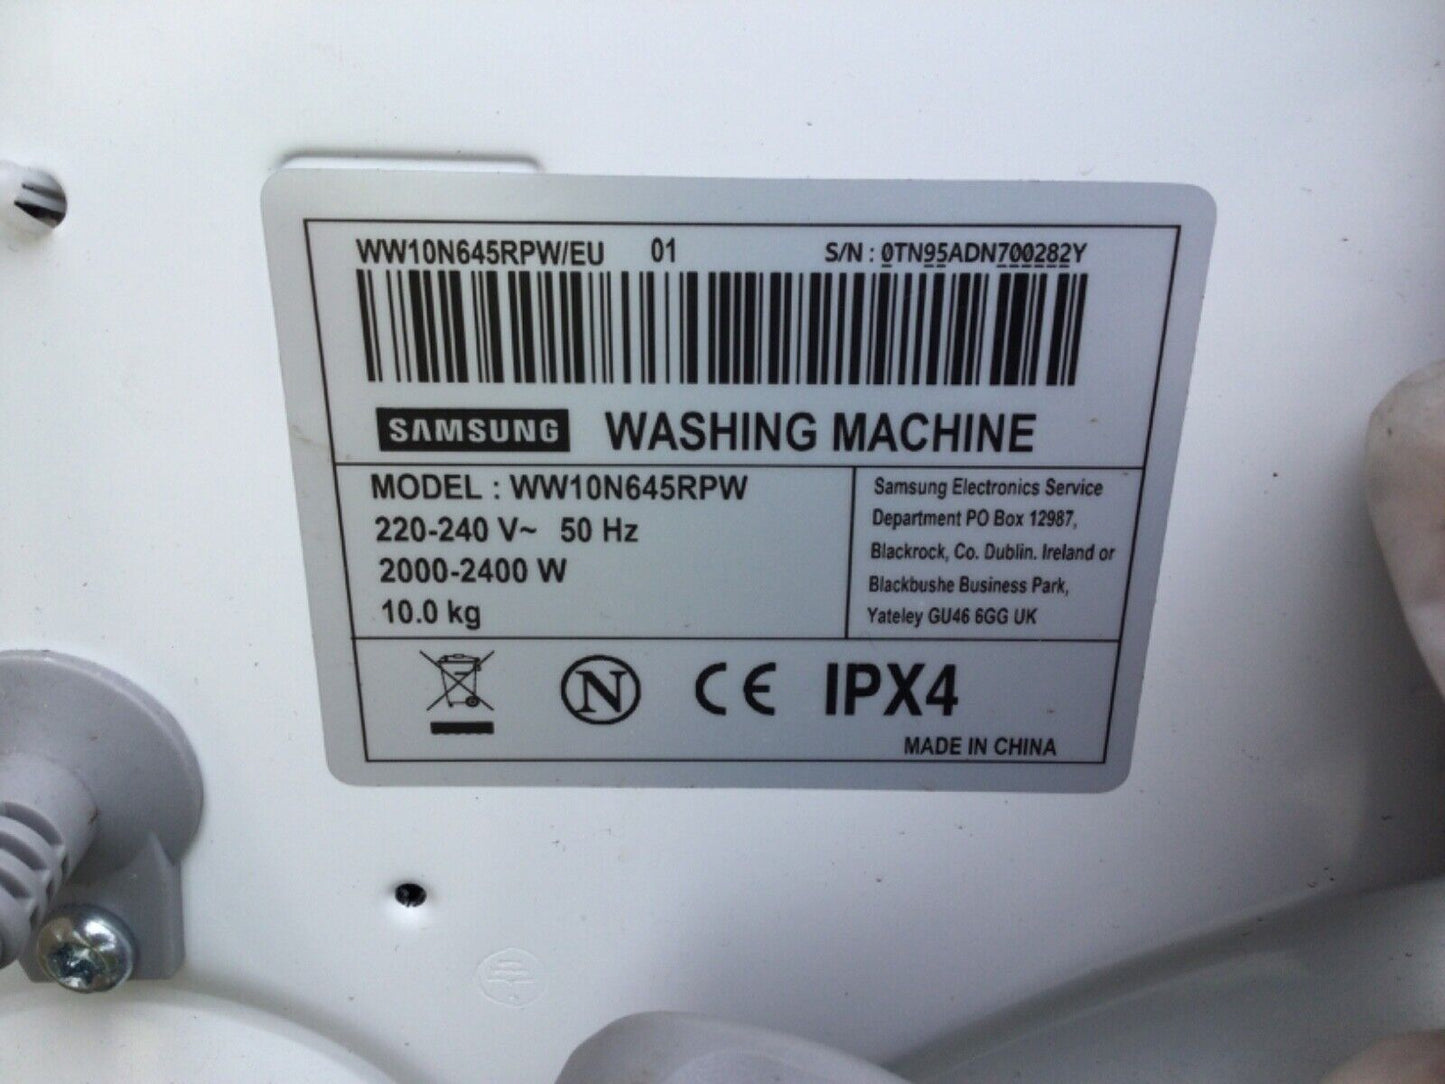 WW10N645RPW/EU 01 S/N : 0TN95ADN700282Y
SAMSUNG WASHING MACHINE
MODEL : WW10N645RPW
220-240 V~ 50 Hz
2000-2400 W
10.0 kg
Samsung Electronics Service
Department PO Box 12987,
Blackrock, Co. Dublin. Ireland or
Blackbushe Business Park,
Yateley GU46 6GG UK
N CE IPX4
MADE IN CHINA